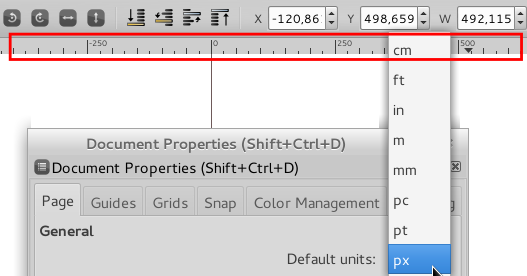 X -120,86 Y 498,659 W 492,115
-250 0 250 500
cm
ft
in
m
mm
pc
pt
px
Document Properties (Shift+Ctrl+D)
Document Properties (Shift+Ctrl+D)
Page Guides Grids Snap Color Management
General
Default units: